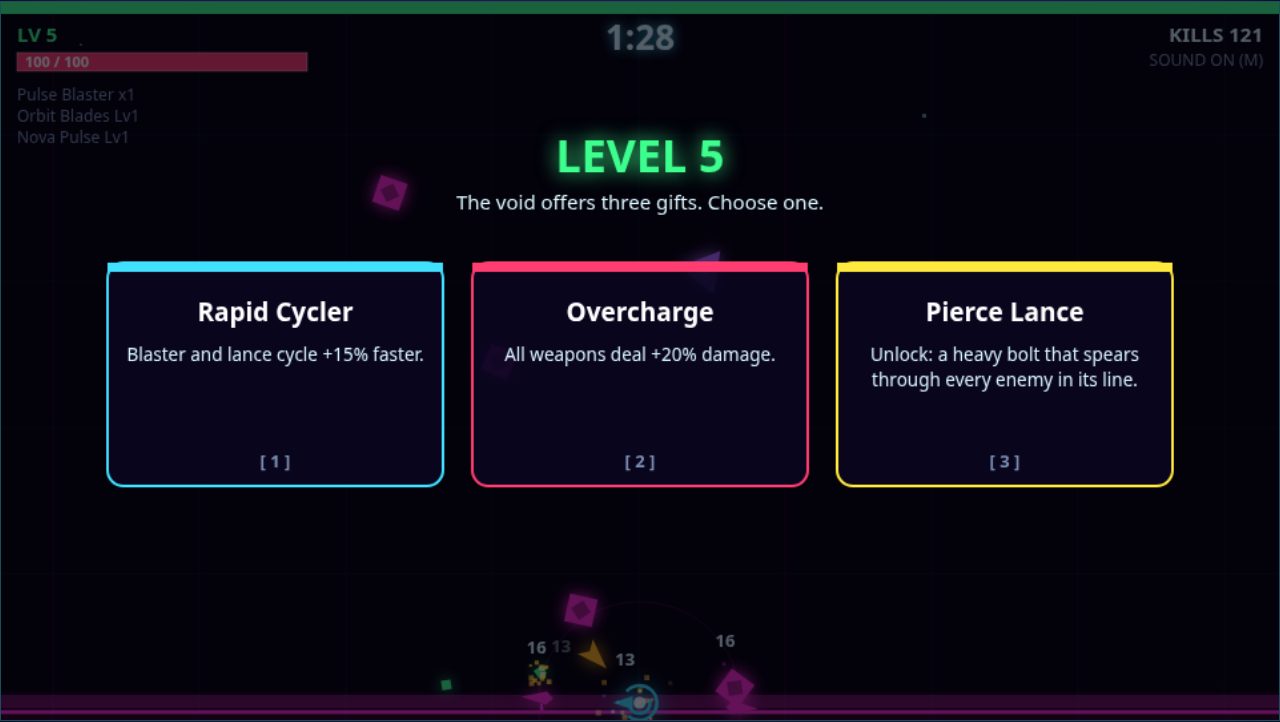 LV 5
1:28
KILLS 121
100 / 100
SOUND ON (M)
Pulse Blaster x1
Orbit Blades Lv1
Nova Pulse Lv1
LEVEL 5
The void offers three gifts. Choose one.
Rapid Cycler
Blaster and lance cycle +15% faster.
[ 1 ]
Overcharge
All weapons deal +20% damage.
[ 2 ]
Pierce Lance
Unlock: a heavy bolt that spears
through every enemy in its line.
[ 3 ]
16
13
13
16